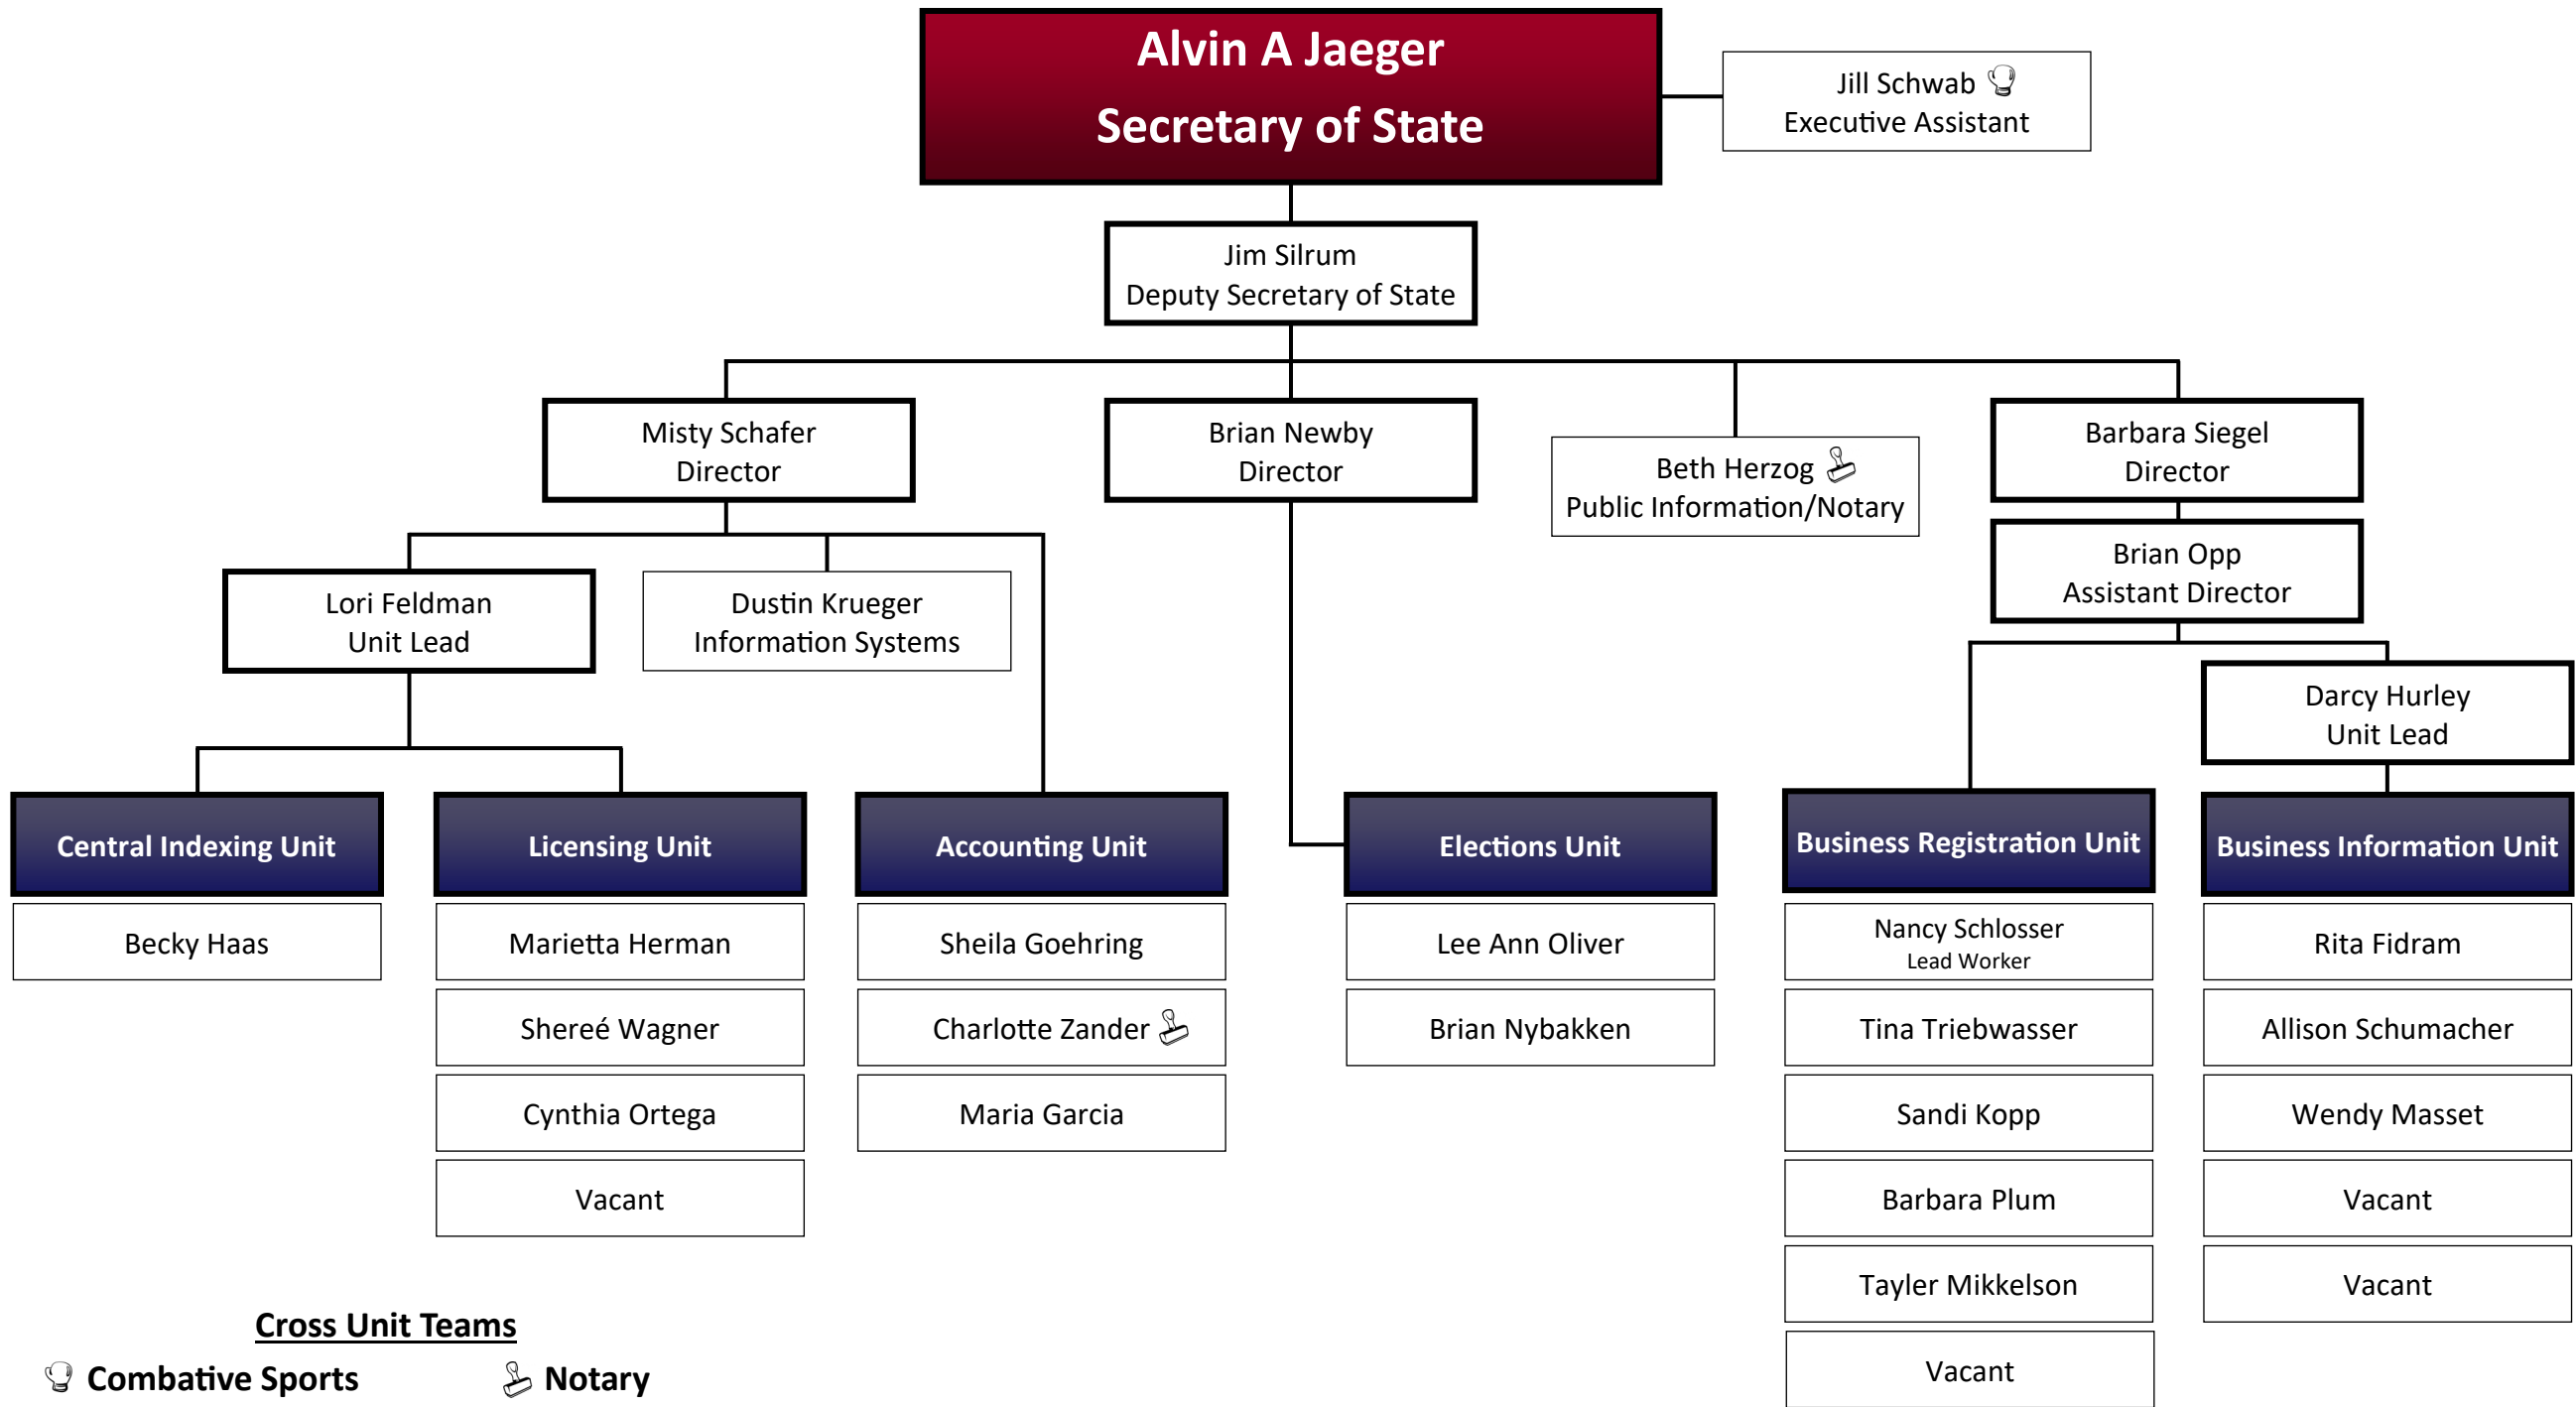 Alvin A Jaeger
Secretary of State
Jill Schwab
Executive Assistant
Jim Silrum
Deputy Secretary of State
Misty Schafer
Director
Brian Newby
Director
Beth Herzog
Public Information/Notary
Barbara Siegel
Director
Brian Opp
Assistant Director
Lori Feldman
Unit Lead
Dustin Krueger
Information Systems
Darcy Hurley
Unit Lead
Central Indexing Unit
Becky Haas
Licensing Unit
Marietta Herman
Shereé Wagner
Cynthia Ortega
Vacant
Accounting Unit
Sheila Goehring
Charlotte Zander
Maria Garcia
Elections Unit
Lee Ann Oliver
Brian Nybakken
Business Registration Unit
Nancy Schlosser
Lead Worker
Tina Triebwasser
Sandi Kopp
Barbara Plum
Tayler Mikkelson
Vacant
Business Information Unit
Rita Fidram
Allison Schumacher
Wendy Masset
Vacant
Vacant
Cross Unit Teams
Combative Sports
Notary